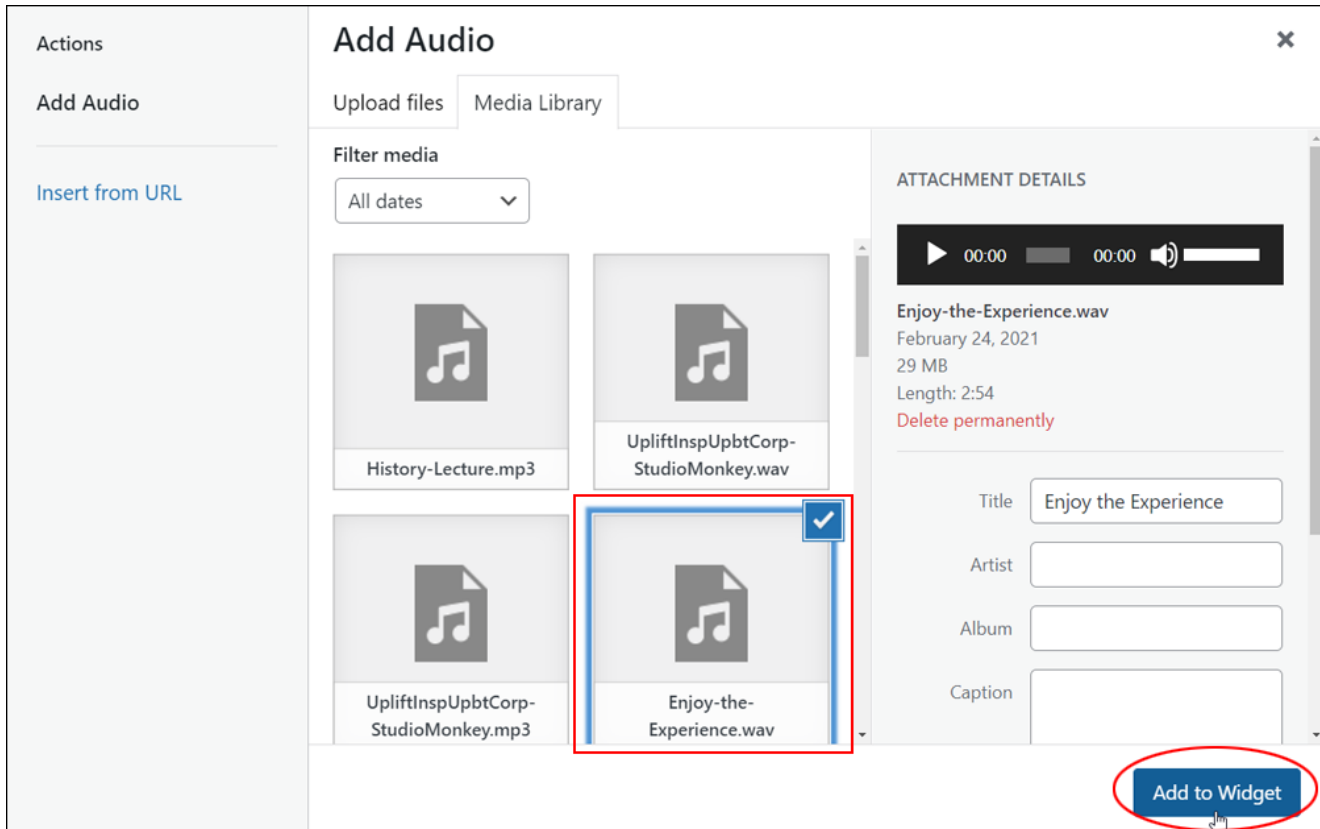 Actions
Add Audio
Insert from URL
Add Audio
Upload files
Media Library
Filter media
All dates
History-Lecture.mp3
UpliftInspUpbtCorp-
StudioMonkey.wav
UpliftInspUpbtCorp-
StudioMonkey.mp3
Enjoy-the-
Experience.wav
ATTACHMENT DETAILS
00:00 00:00
Enjoy-the-Experience.wav
February 24, 2021
29 MB
Length: 2:54
Delete permanently
Title Enjoy the Experience
Artist
Album
Caption
Add to Widget